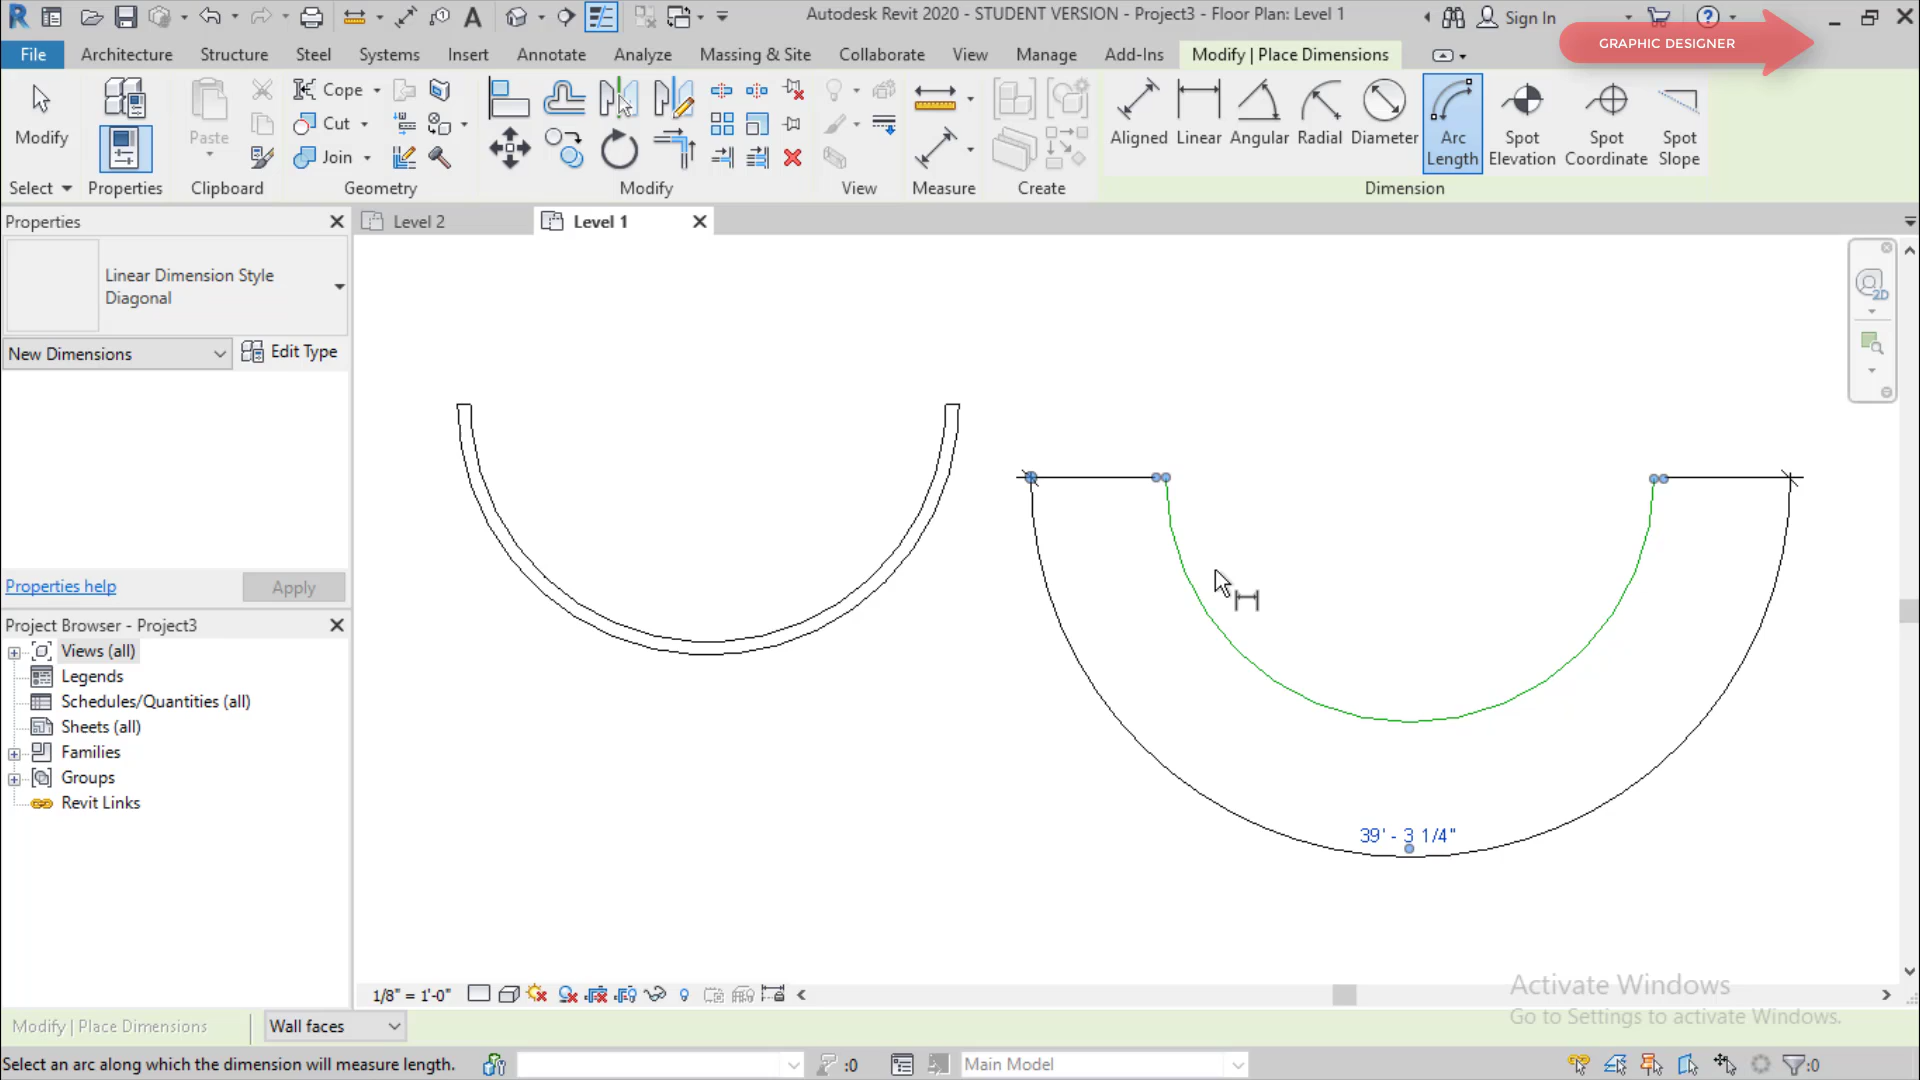 Autodesk Revit 2020 - STUDENT VERSION - Project3 - Floor Plan: Level 1
Sign In
GRAPHIC DESIGNER
File
Architecture
Structure
Steel
Systems
Insert
Annotate
Analyze
Massing & Site
Collaborate
View
Manage
Add-Ins
Modify | Place Dimensions
Modify
Paste
Cope
Cut
Join
Aligned
Linear
Angular
Radial
Diameter
Arc
Length
Spot
Elevation
Spot
Coordinate
Spot
Slope
Select
Properties
Clipboard
Geometry
Modify
View
Measure
Create
Dimension
Properties
Level 2
Level 1
Linear Dimension Style
Diagonal
New Dimensions
Edit Type
2D
Properties help
Apply
Project Browser - Project3
Views (all)
Legends
Schedules/Quantities (all)
Sheets (all)
Families
Groups
Revit Links
39' - 3 1/4"
Activate Windows
Go to Settings to activate Windows.
1/8" = 1'-0"
Modify | Place Dimensions
Wall faces
Select an arc along which the dimension will measure length.
:0
Main Model
:0